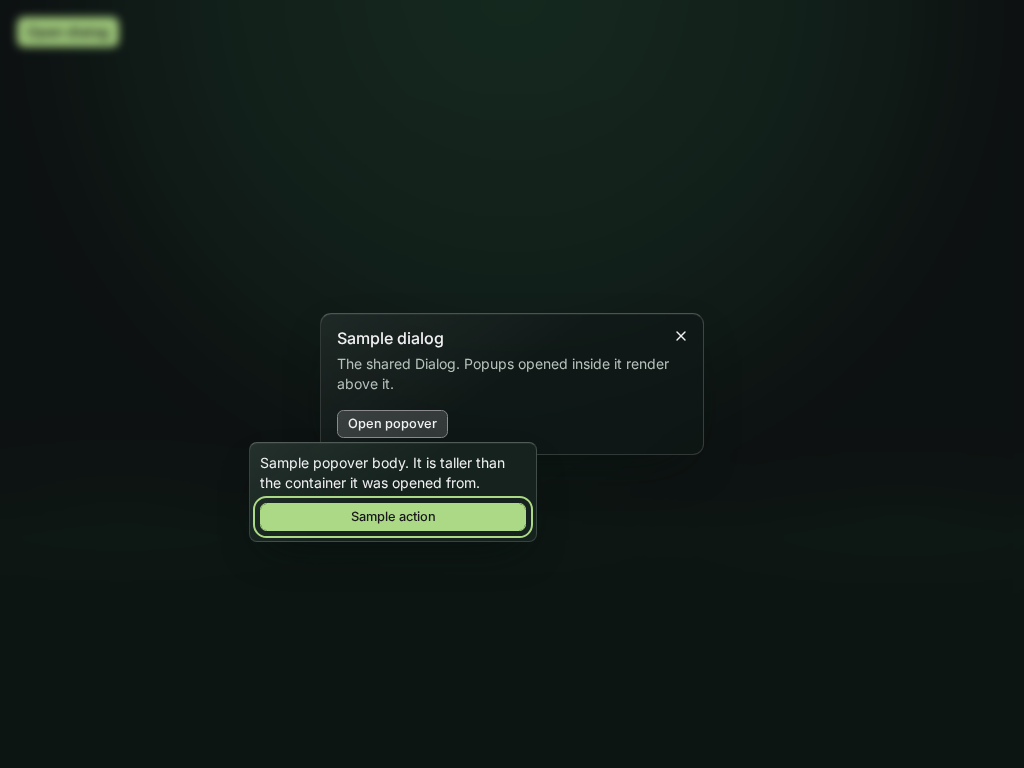 Sample dialog
The shared Dialog. Popups opened inside it render
above it.
Open popover
Sample popover body. It is taller than
the container it was opened from.
Sample action